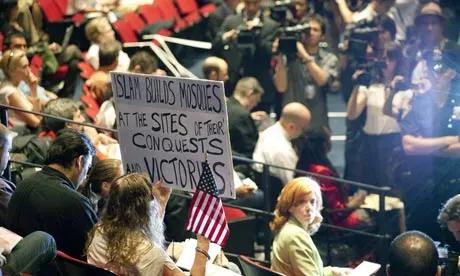 ISLAM BUILDS MOSQUES
AT THE SITES OF THEIR
CONQUESTS
AND VICTORIES